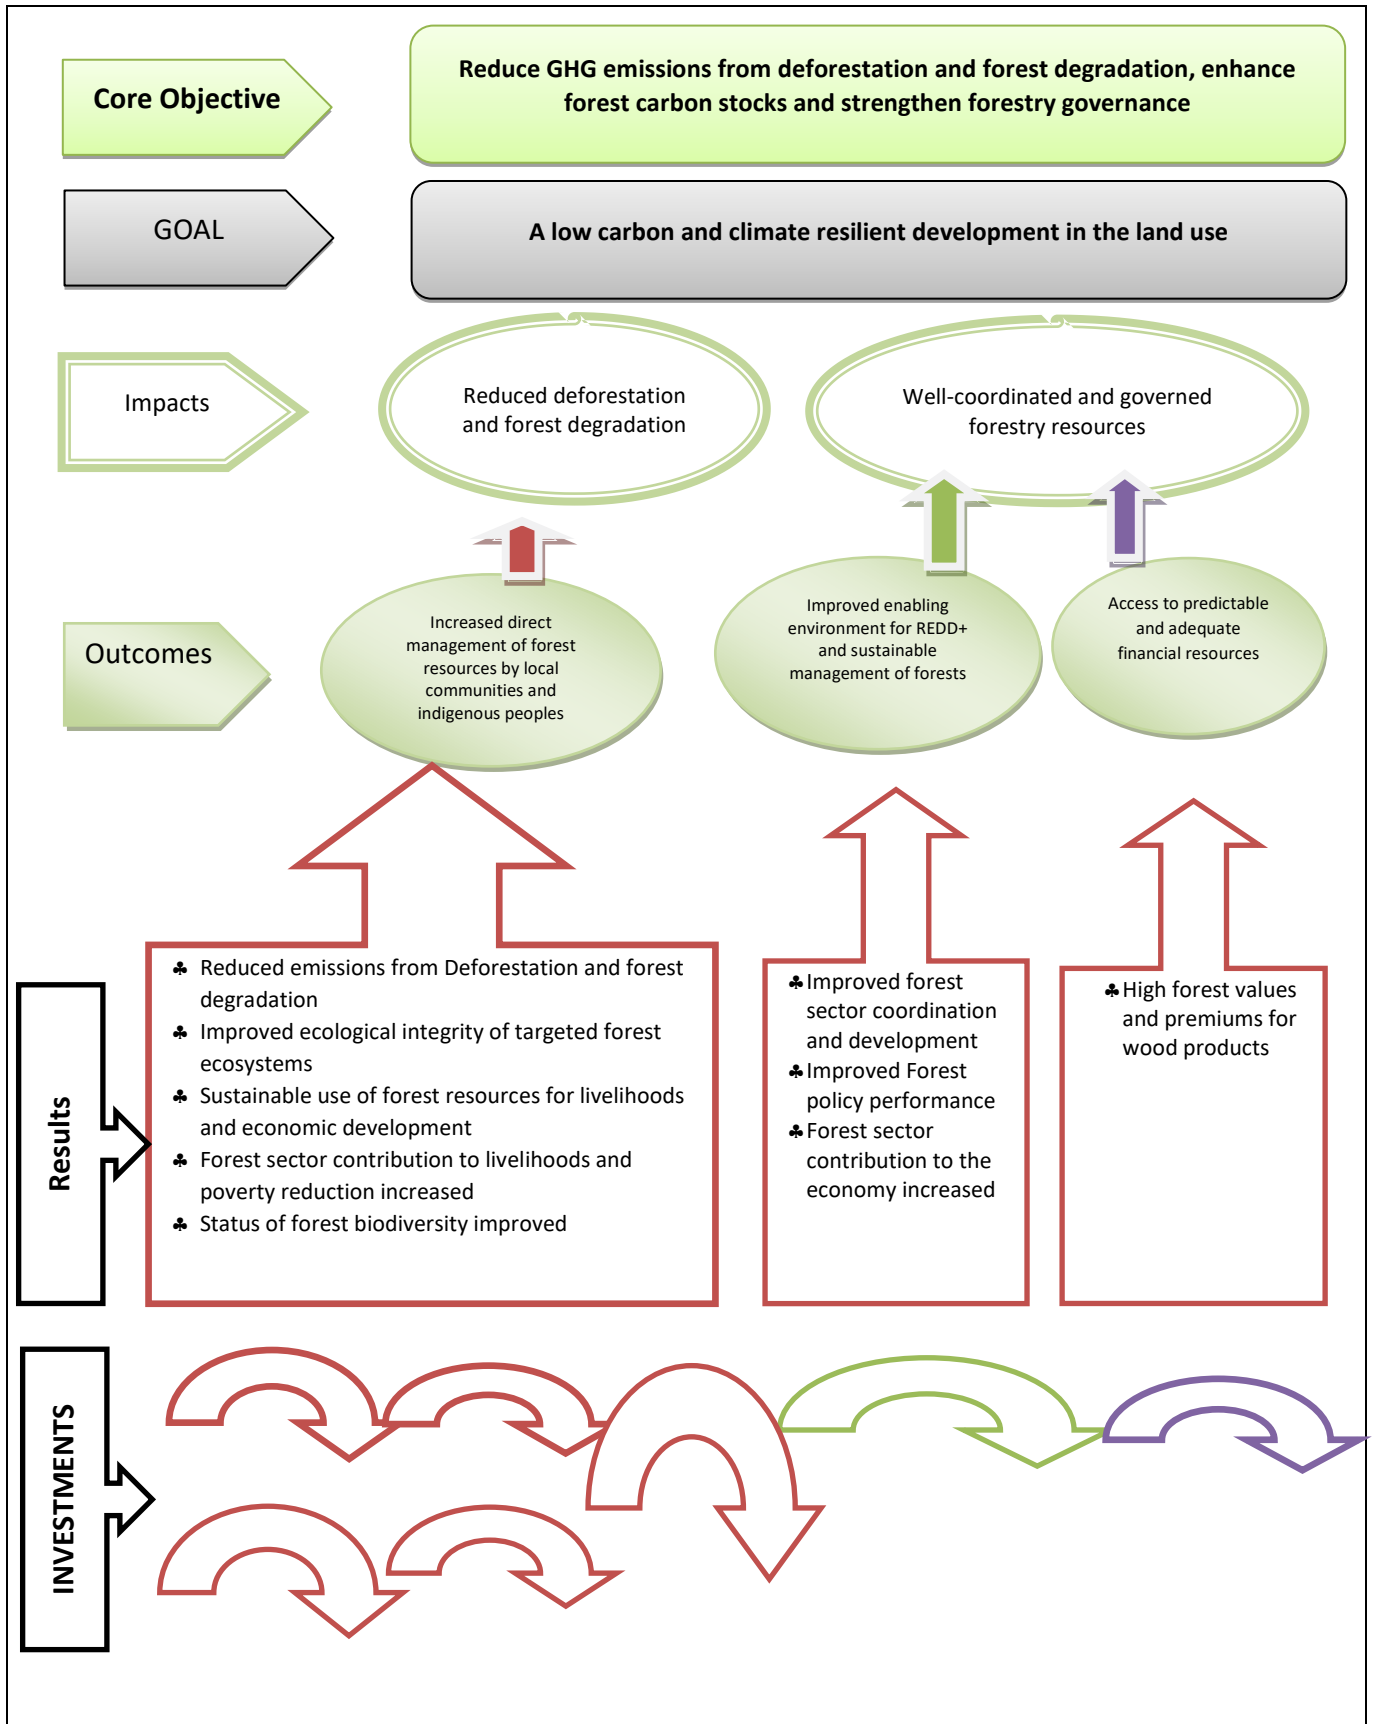 Core Objective
Reduce GHG emissions from deforestation and forest degradation, enhance
forest carbon stocks and strengthen forestry governance
GOAL
A low carbon and climate resilient development in the land use
Impacts
Reduced deforestation
and forest degradation
Well-coordinated and governed
forestry resources
Outcomes
Increased direct
management of forest
resources by local
communities and
indigenous peoples
Improved enabling
environment for REDD+
and sustainable
management of forests
Access to predictable
and adequate
financial resources
Results
♣ Reduced emissions from Deforestation and forest
degradation
♣ Improved ecological integrity of targeted forest
ecosystems
♣ Sustainable use of forest resources for livelihoods
and economic development
♣ Forest sector contribution to livelihoods and
poverty reduction increased
♣ Status of forest biodiversity improved
♣ Improved forest
sector coordination
and development
♣ Improved Forest
policy performance
♣ Forest sector
contribution to the
economy increased
♣ High forest values
and premiums for
wood products
INVESTMENTS